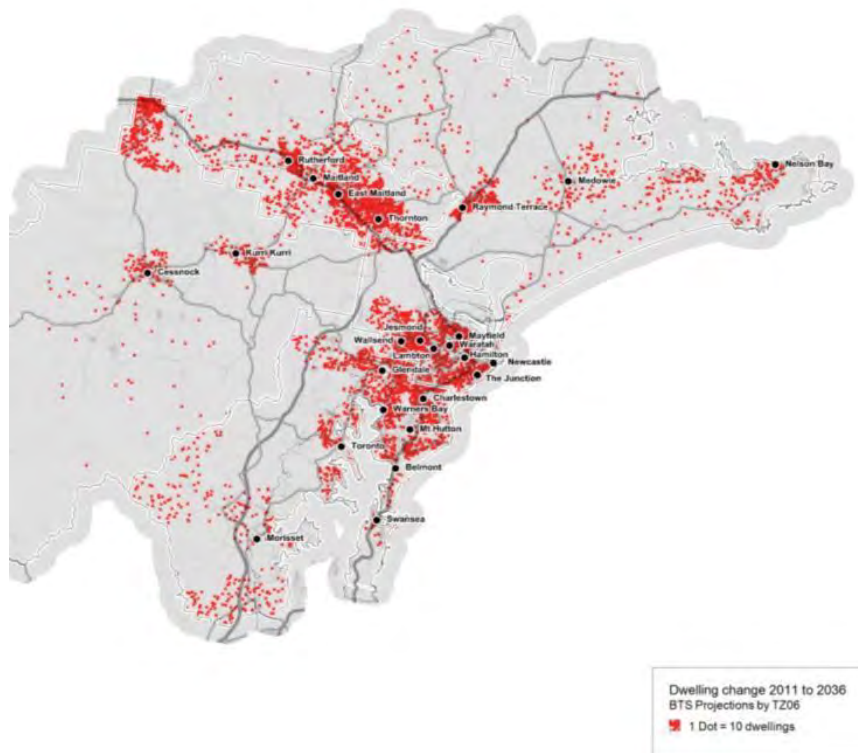 Nelson Bay
Rutherford
Medowie
Maitland
East Maitland
Raymond Terrace
Thornton
Kurri Kurri
Cessnock
Jesmond
Mayfield
Wallsend
Waratah
Lambton
Hamilton
Newcastle
Glendale
The Junction
Charlestown
Warners Bay
Mt Hutton
Toronto
Belmont
Swansea
Morisset
Dwelling change 2011 to 2036
BTS Projections by TZ06
1 Dot = 10 dwellings